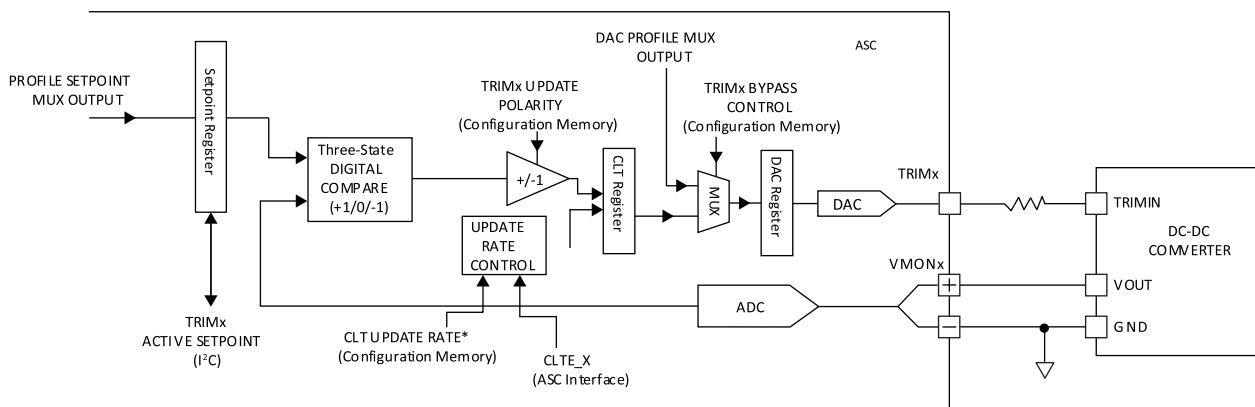 DAC PROFILE MUX
OUTPUT
ASC
PROFILE SETPOINT
MUX OUTPUT
Setpoint Register
TRIMx UPDATE
POLARITY
(Configuration Memory)
TRIMx BYPASS
CONTROL
(Configuration Memory)
Three-State
DIGITAL
COMPARE
(+1/0/-1)
+/-1
CLT Register
MUX
DAC Register
DAC
TRIMx
TRIMIN
DC-DC
COMVERTER
UPDATE
RATE
CONTROL
VMONx
ADC
+
VOUT
−
GND
TRIMx
ACTIVE SETPOINT
(I²C)
CLT UPDATE RATE*
(Configuration Memory)
CLTE_X
(ASC Interface)